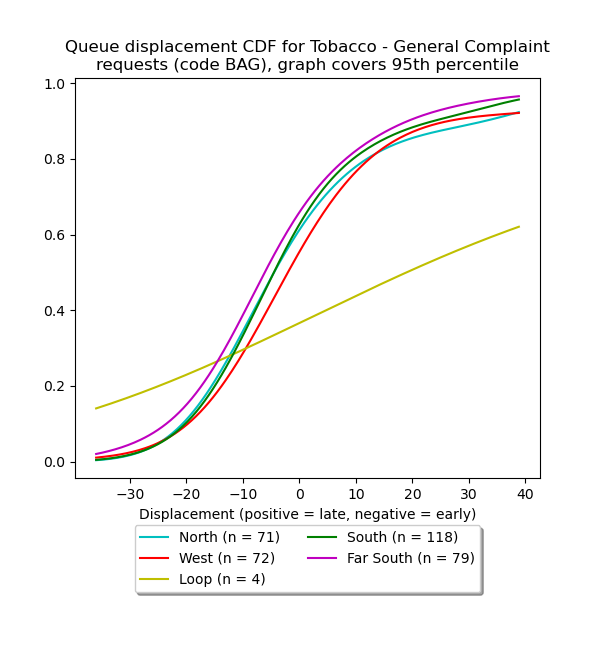 Queue displacement CDF for Tobacco - General Complaint
requests (code BAG), graph covers 95th percentile
1.0
0.8
0.6
0.4
0.2
0.0
−30 −20 −10 0 10 20 30 40
Displacement (positive = late, negative = early)
North (n = 71) South (n = 118)
West (n = 72) Far South (n = 79)
Loop (n = 4)